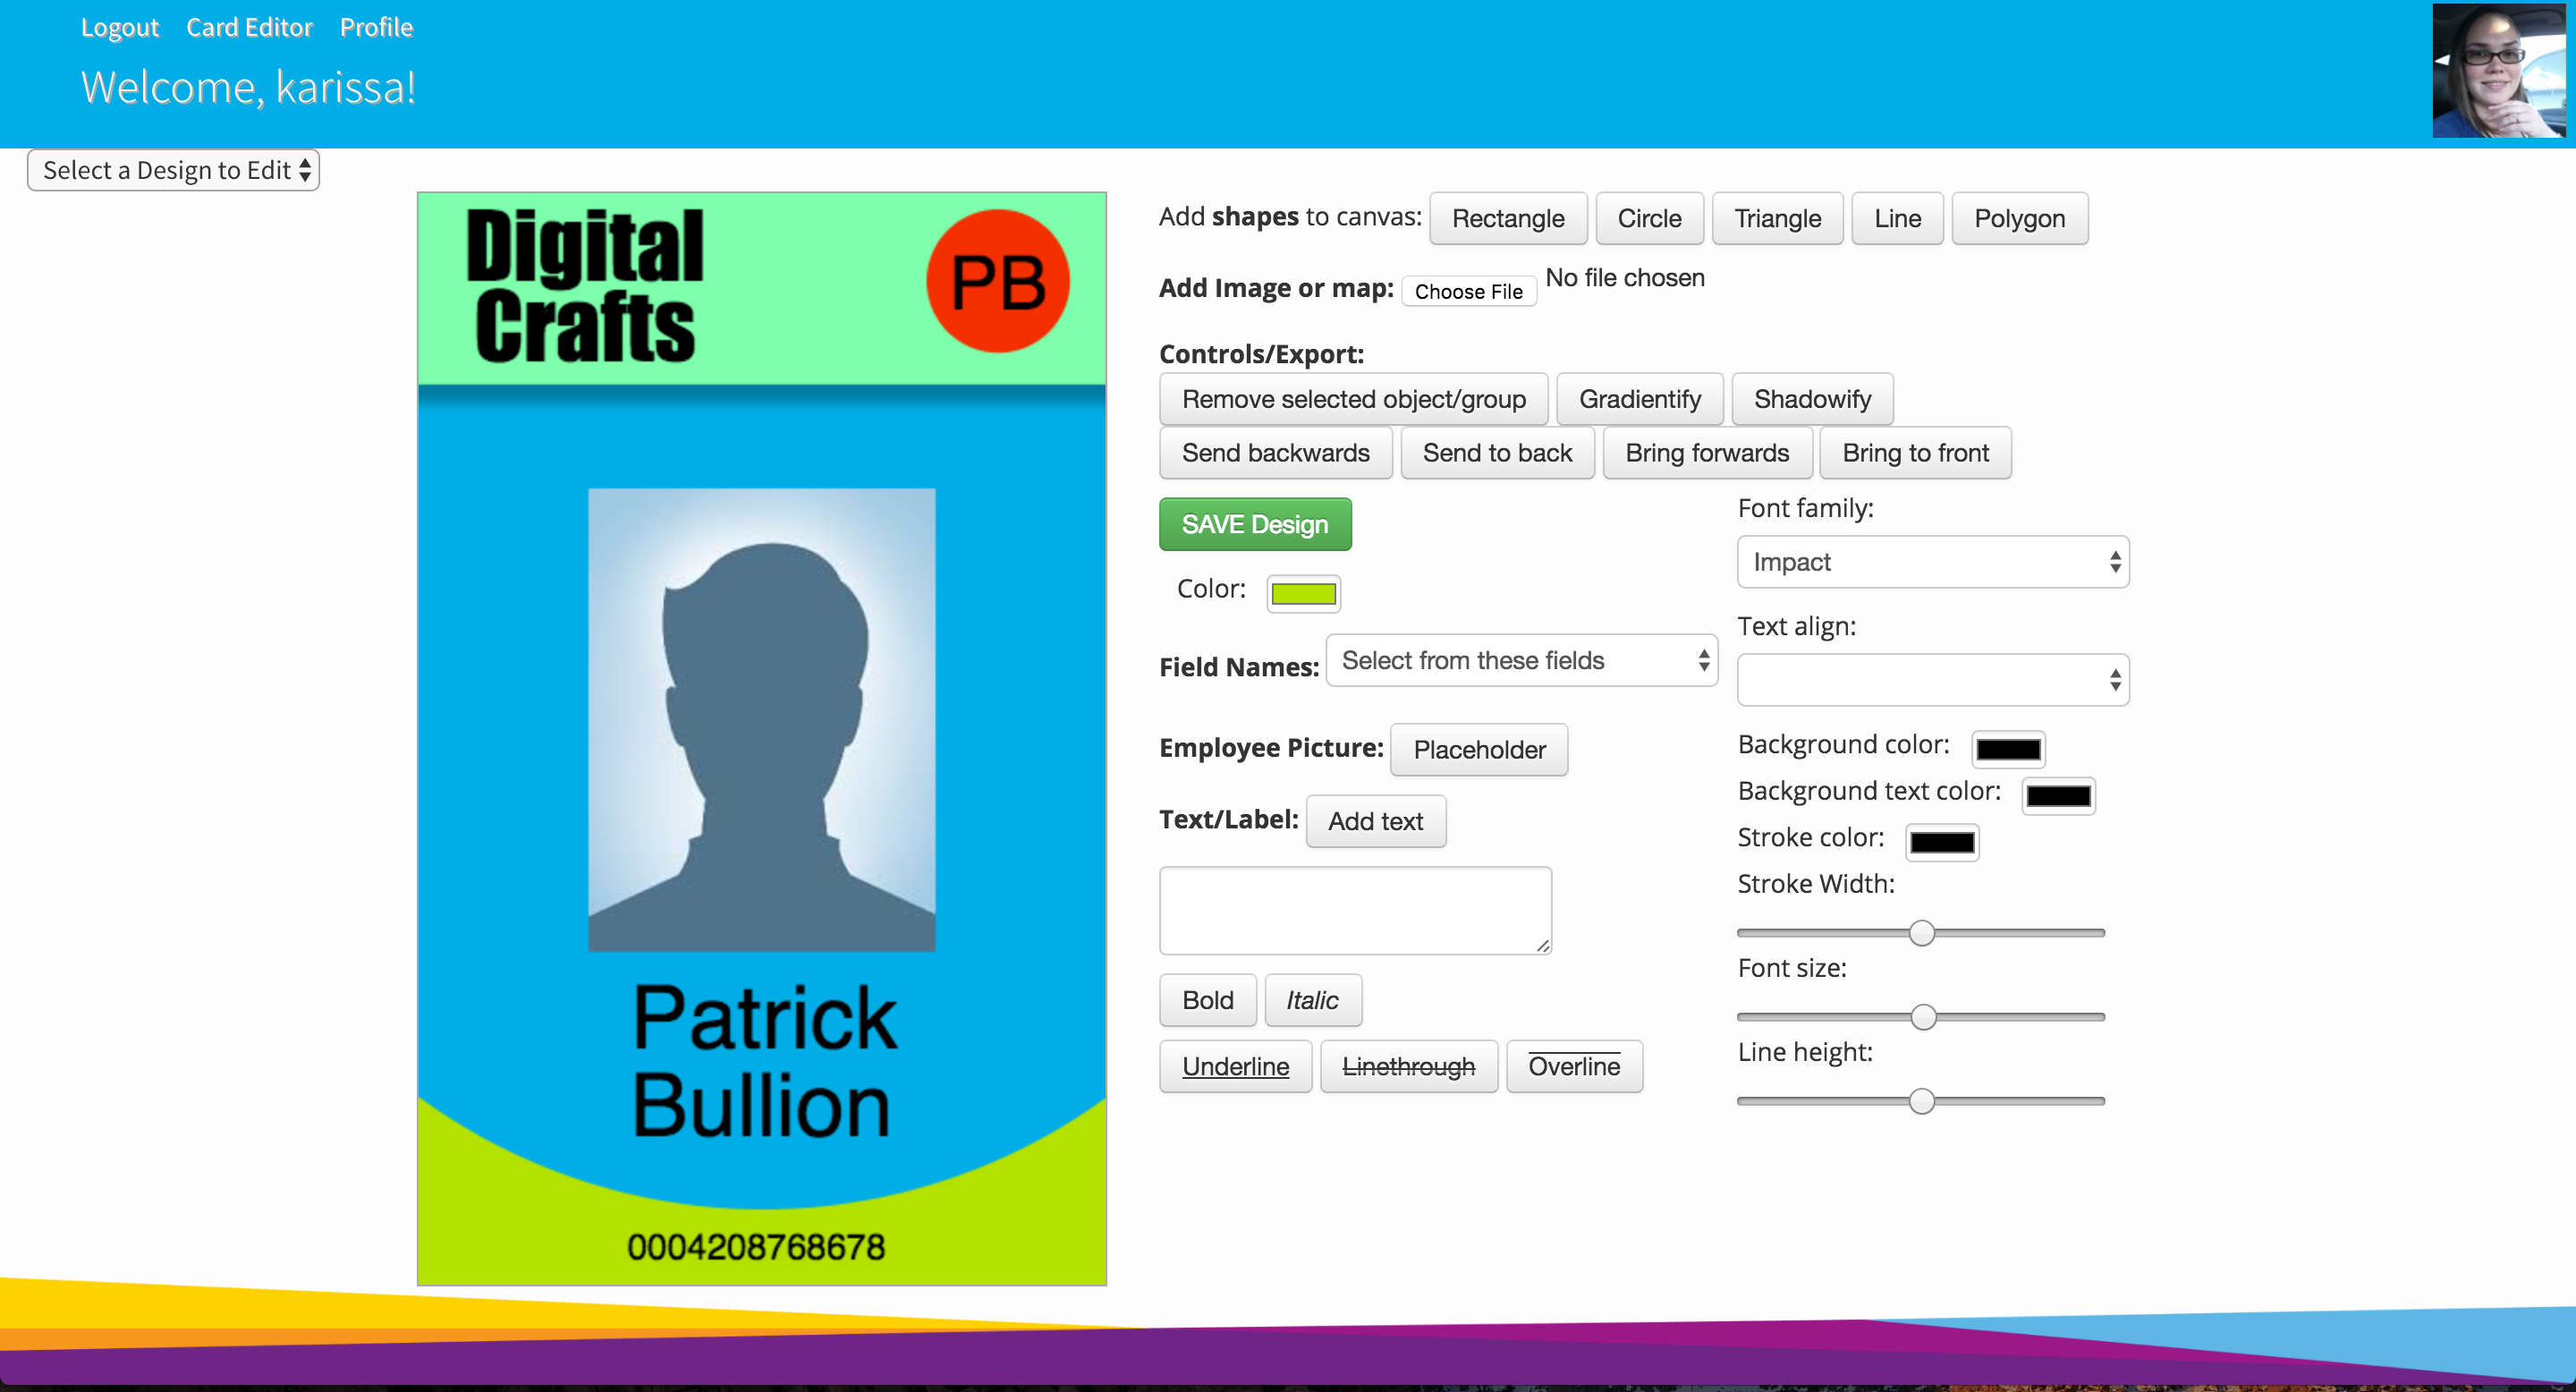 Logout Card Editor Profile
Welcome, karissa!
Select a Design to Edit
Digital
Crafts
PB
Patrick
Bullion
0004208768678
Add shapes to canvas: Rectangle Circle Triangle Line Polygon
Add Image or map: Choose File No file chosen
Controls/Export:
Remove selected object/group Gradientify Shadowify
Send backwards Send to back Bring forwards Bring to front
SAVE Design
Color:
Field Names: Select from these fields
Employee Picture: Placeholder
Text/Label: Add text
Bold Italic
Underline Linethrough Overline
Font family:
Impact
Text align:
Background color:
Background text color:
Stroke color:
Stroke Width:
Font size:
Line height: